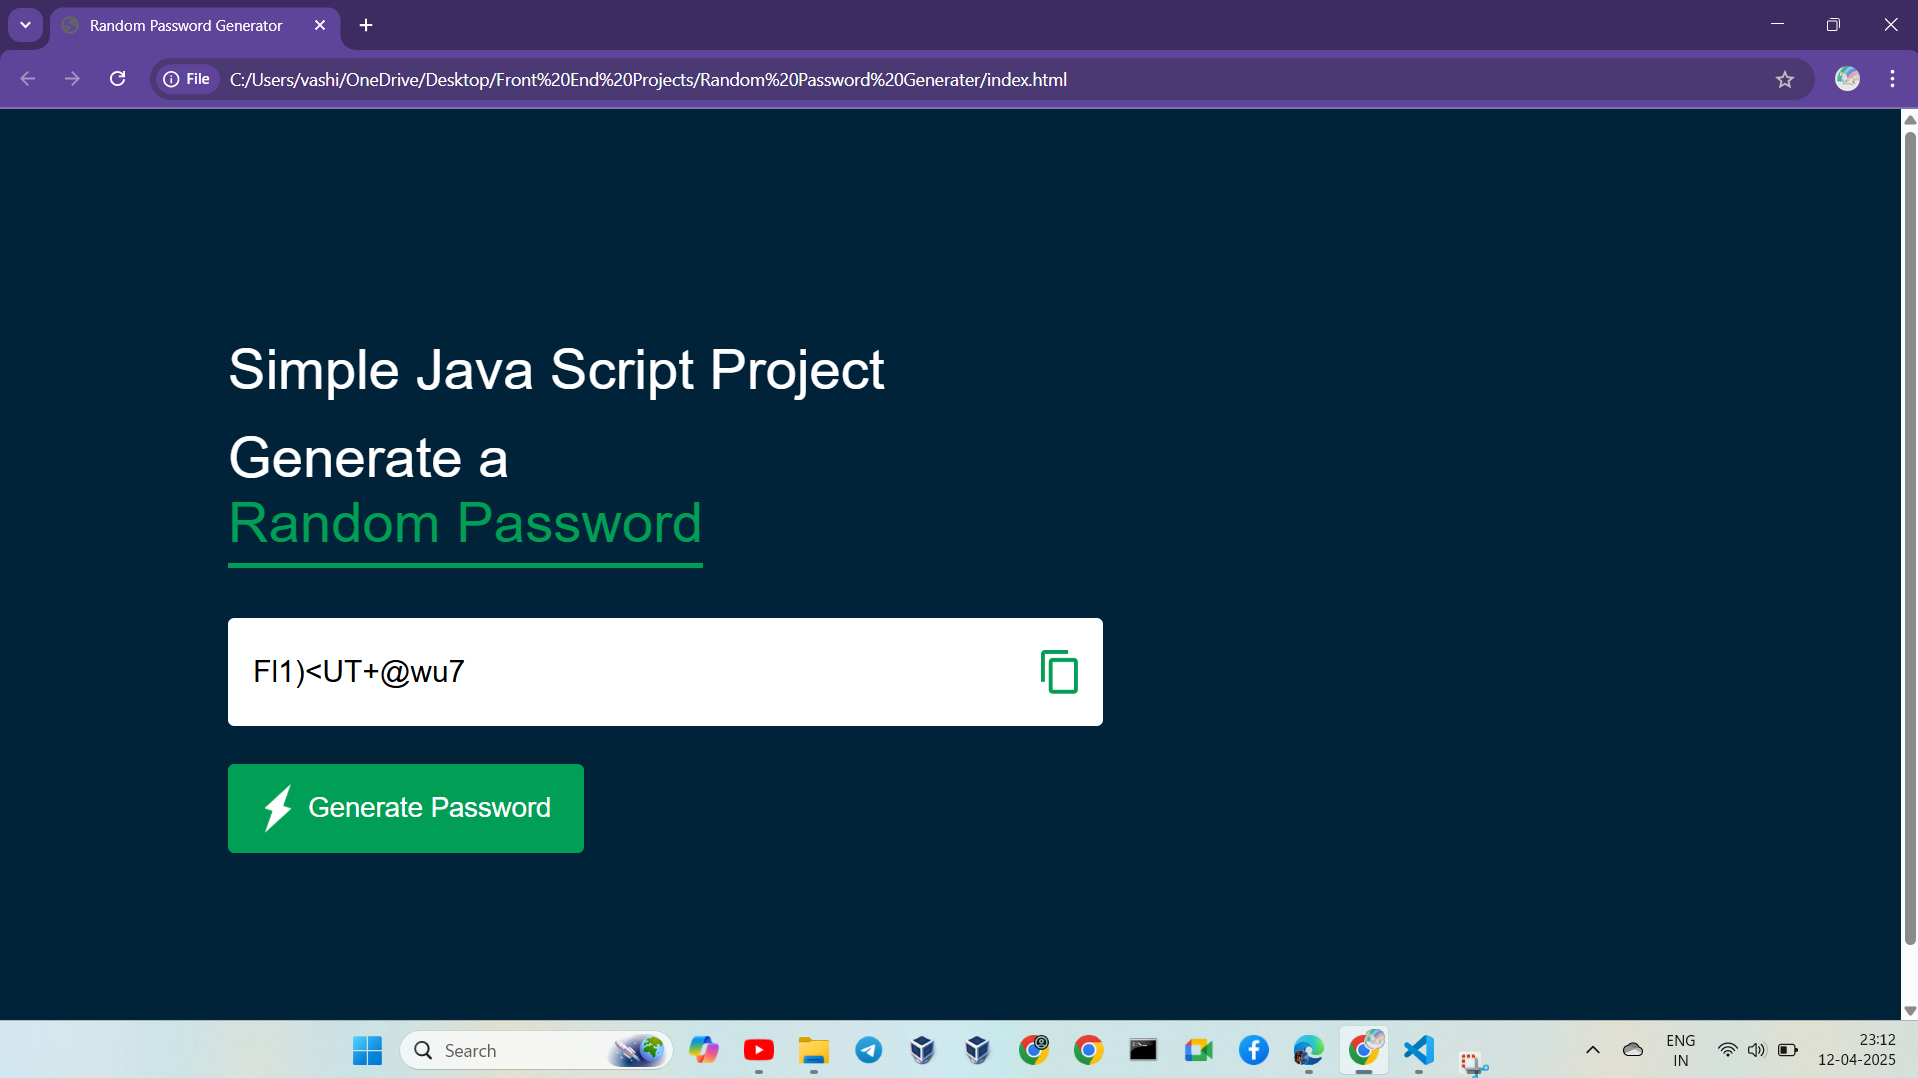 Random Password Generator
File
C:/Users/vashi/OneDrive/Desktop/Front%20End%20Projects/Random%20Password%20Generater/index.html
Simple Java Script Project
Generate a
Random Password
Fl1)<UT+@wu7
Generate Password
Search
ENG
IN
23:12
12-04-2025